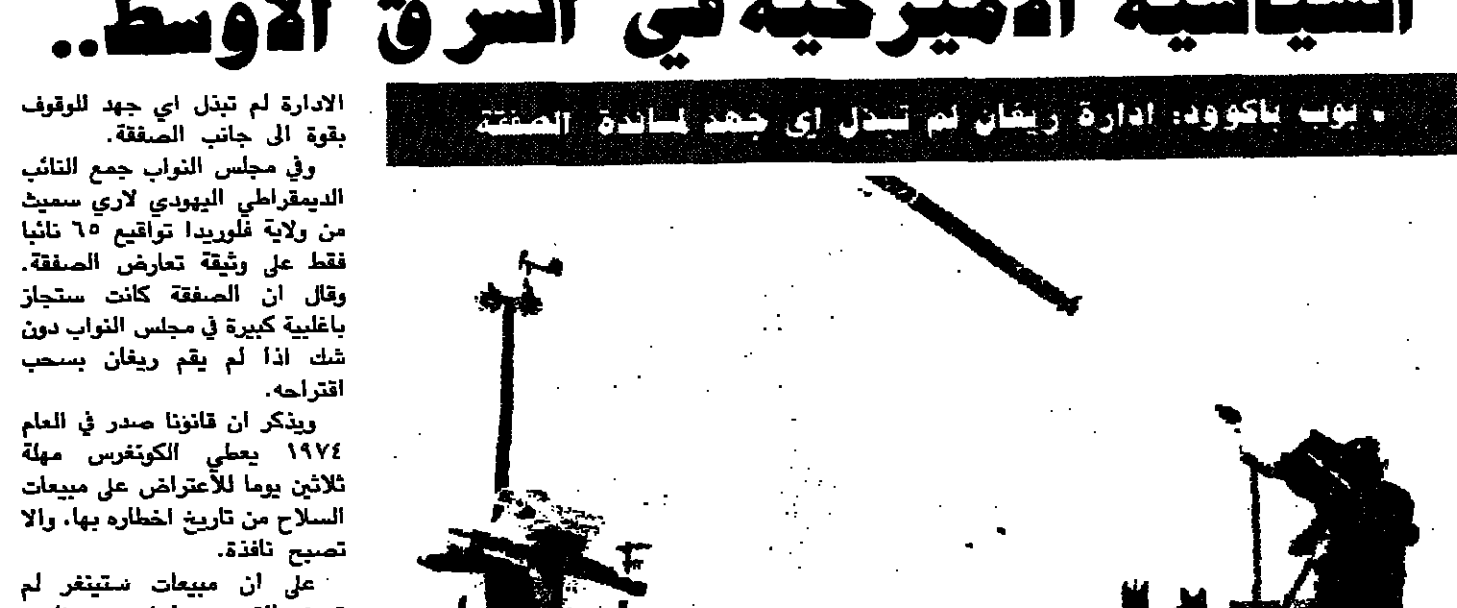 السياسية الاميركية في الشرق الاوسط..
• بوب باكوود: ادارة ريغان لم تبذل اي جهد لمساندة الصفقة
الادارة لم تبذل اي جهد للوقوف
بقوة الى جانب الصفقة.
وفي مجلس النواب جمع النائب
الديمقراطي اليهودي لاري سميث
من ولاية فلوريدا تواقيع ٦٥ نائبا
فقط على وثيقة تعارض الصفقة.
وقال ان الصفقة كانت ستجاز
باغلبية كبيرة في مجلس النواب دون
شك اذا لم يقم ريغان بسحب
اقتراحه.
ويذكر ان قانونا صدر في العام
١٩٧٤ يعطي الكونغرس مهلة
ثلاثين يوما للأعتراض على مبيعات
السلاح من تاريخ اخطاره بها، والا
تصبح نافذة.
على ان مبيعات ستينغر لم